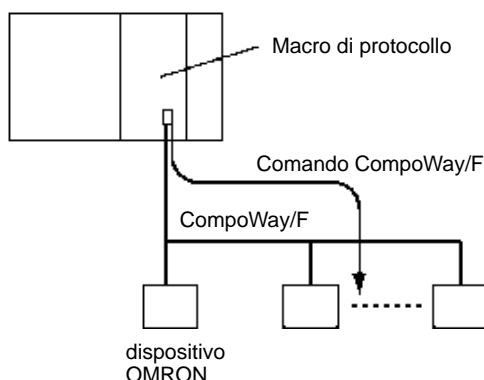 Macro di protocollo
Comando CompoWay/F
CompoWay/F
dispositivo
OMRON